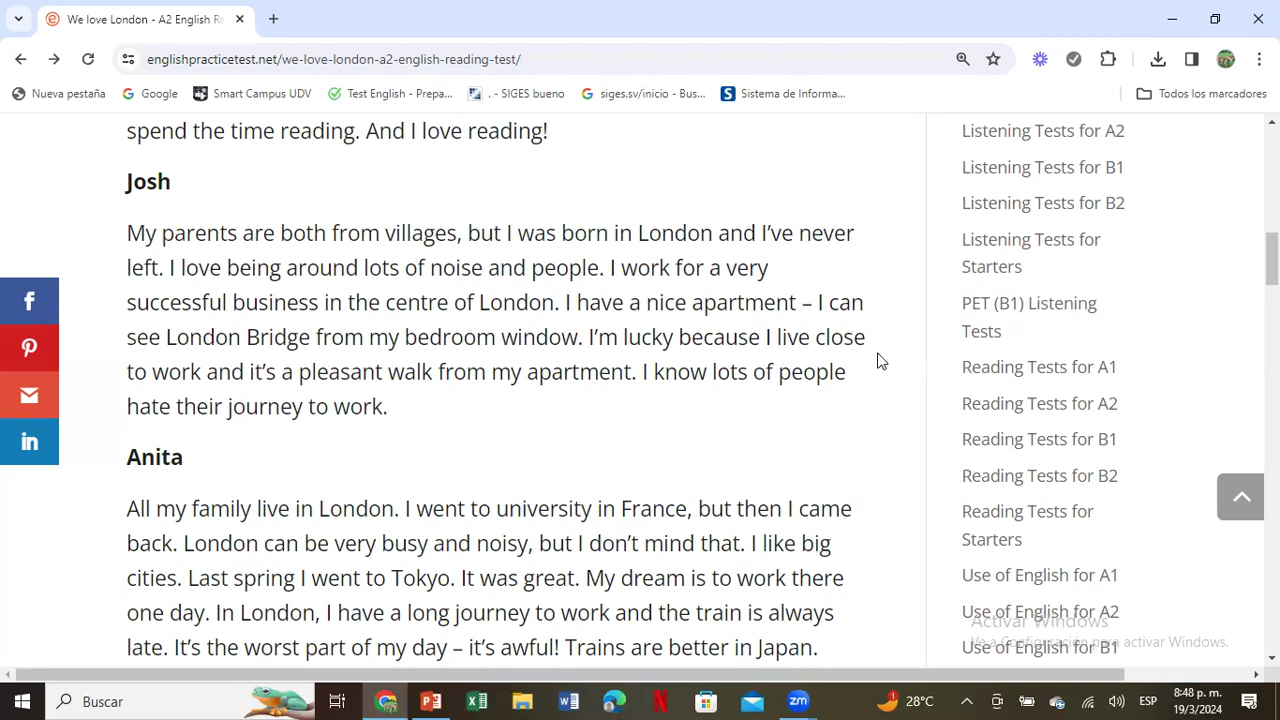 We love London - A2 English Re
englishpracticetest.net/we-love-london-a2-english-reading-test/
Nueva pestaña
Google
Smart Campus UDV
Test English - Prepa...
. - SIGES bueno
siges.sv/inicio - Bus...
Sistema de Informa...
Todos los marcadores
spend the time reading. And I love reading!
Josh
My parents are both from villages, but I was born in London and I've never
left. I love being around lots of noise and people. I work for a very
successful business in the centre of London. I have a nice apartment – I can
see London Bridge from my bedroom window. I'm lucky because I live close
to work and it's a pleasant walk from my apartment. I know lots of people
hate their journey to work.
Anita
All my family live in London. I went to university in France, but then I came
back. London can be very busy and noisy, but I don't mind that. I like big
cities. Last spring I went to Tokyo. It was great. My dream is to work there
one day. In London, I have a long journey to work and the train is always
late. It's the worst part of my day – it's awful! Trains are better in Japan.
Listening Tests for A2
Listening Tests for B1
Listening Tests for B2
Listening Tests for
Starters
PET (B1) Listening
Tests
Reading Tests for A1
Reading Tests for A2
Reading Tests for B1
Reading Tests for B2
Reading Tests for
Starters
Use of English for A1
Use of English for A2
Use of English for B1
Activar Windows
Ve a Configuración para activar Windows.
Buscar
28°C
ESP
8:48 p. m.
19/3/2024